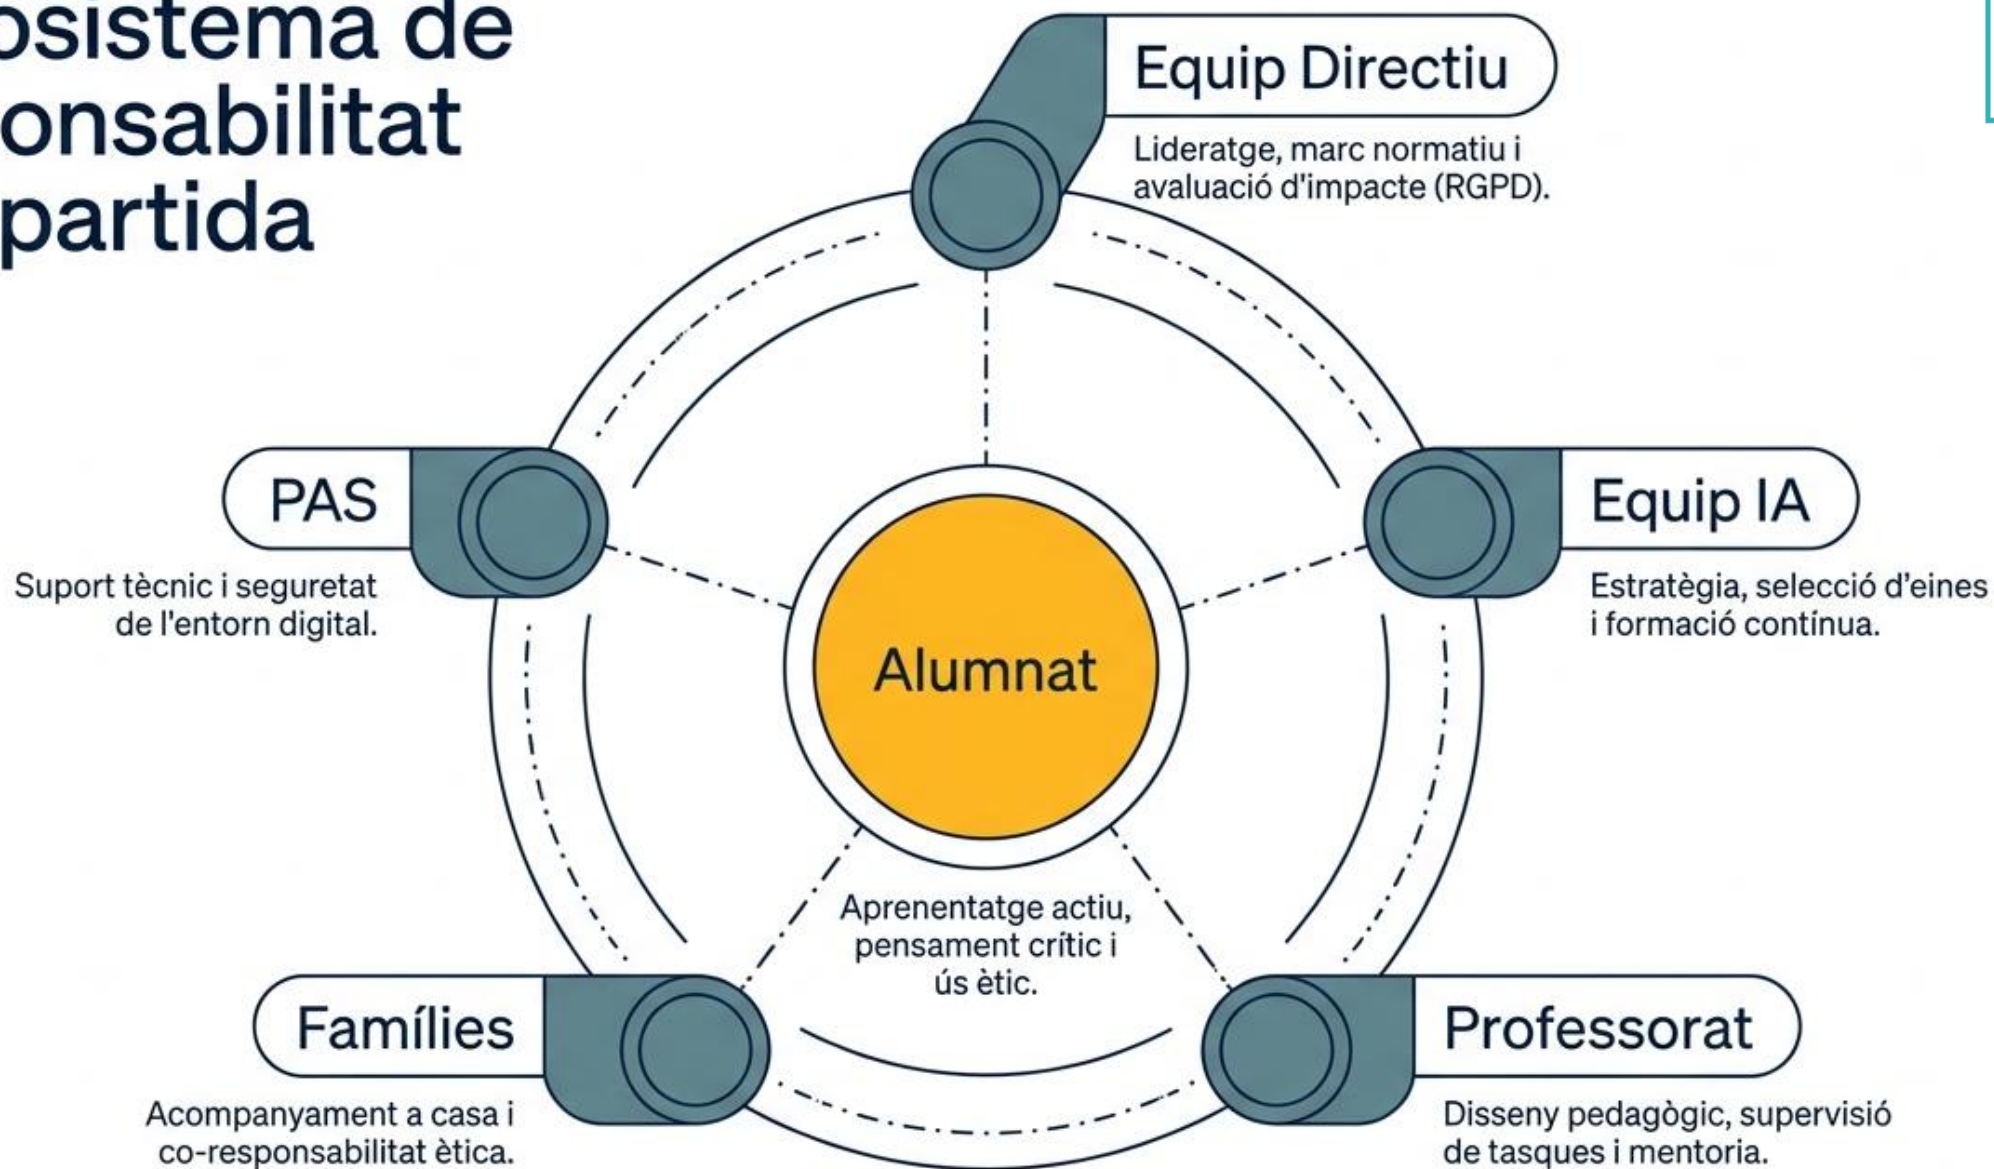 osistema de
onsabilitat
partida
Equip Directiu
Lideratge, marc normatiu i
avaluació d'impacte (RGPD).
PAS
Suport tècnic i seguretat
de l'entorn digital.
Equip IA
Estratègia, selecció d'eines
i formació contínua.
Alumnat
Aprenentatge actiu,
pensament crític i
ús ètic.
Famílies
Acompanyament a casa i
co-responsabilitat ètica.
Professorat
Disseny pedagògic, supervisió
de tasques i mentoria.